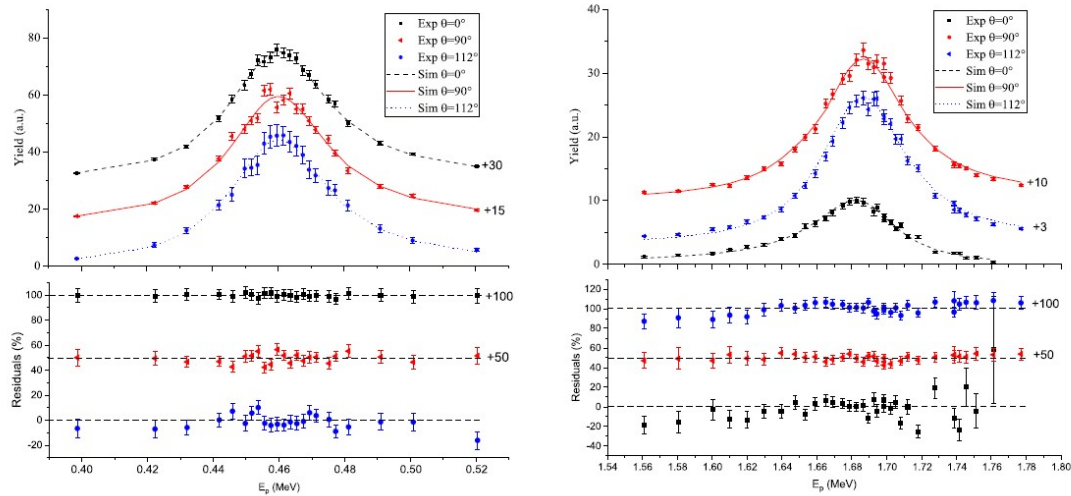 Exp θ=0°
Exp θ=90°
Exp θ=112°
Sim θ=0°
Sim θ=90°
Sim θ=112°
Yield (a.u.)
80
60
40
20
0
+30
+15
Residuals (%)
100
80
60
40
20
0
-20
+100
+50
0.40 0.42 0.44 0.46 0.48 0.50 0.52
Ep (MeV)
Exp θ=0°
Exp θ=90°
Exp θ=112°
Sim θ=0°
Sim θ=90°
Sim θ=112°
Yield (a.u.)
40
30
20
10
0
+10
+3
Residuals (%)
120
100
80
60
40
20
0
-20
-40
+100
+50
1.54 1.56 1.58 1.60 1.62 1.64 1.66 1.68 1.70 1.72 1.74 1.76 1.78 1.80
Ep (MeV)